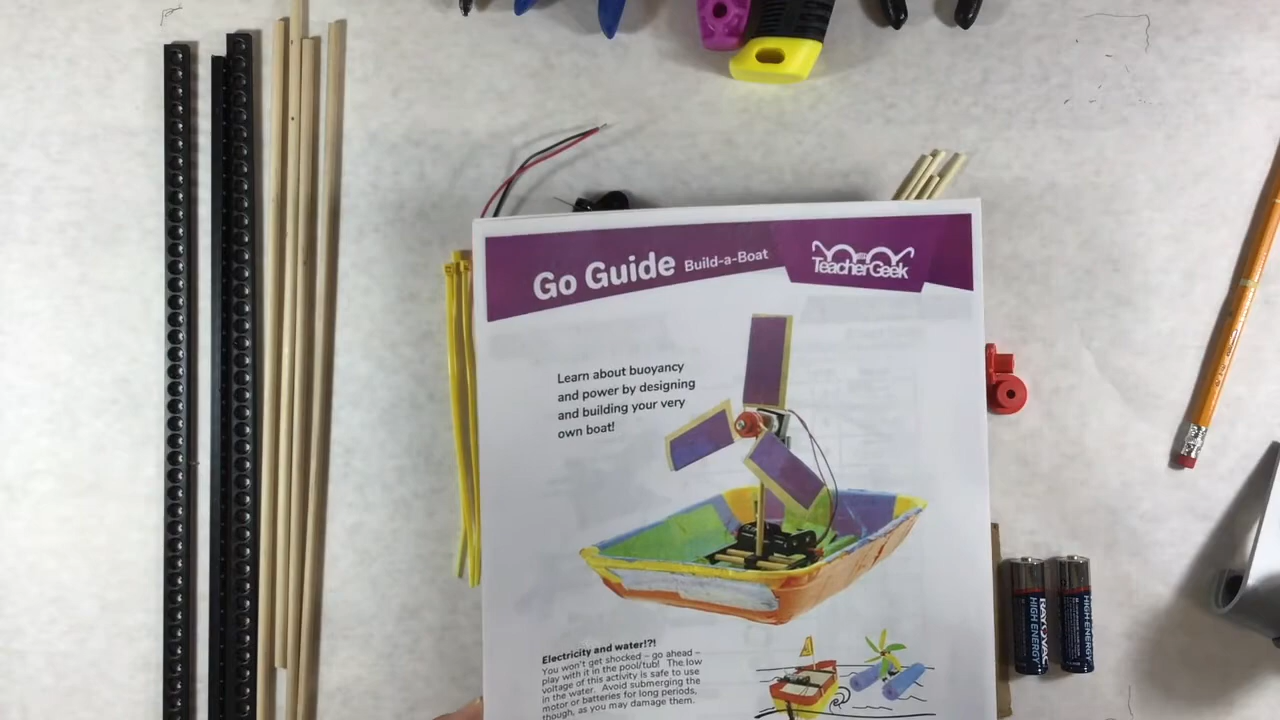 Go Guide Build-a-Boat
TeacherGeek
Learn about buoyancy
and power by designing
and building your very
own boat!
Electricity and water!?!
You won't get shocked – go ahead –
play with it in the pool/tub! The low
voltage of this activity is safe to use
in the water. Avoid submerging the
motor or batteries for long periods,
though, as you may damage them.
RAYOVAC
HIGH ENERGY
HIGH ENERGY